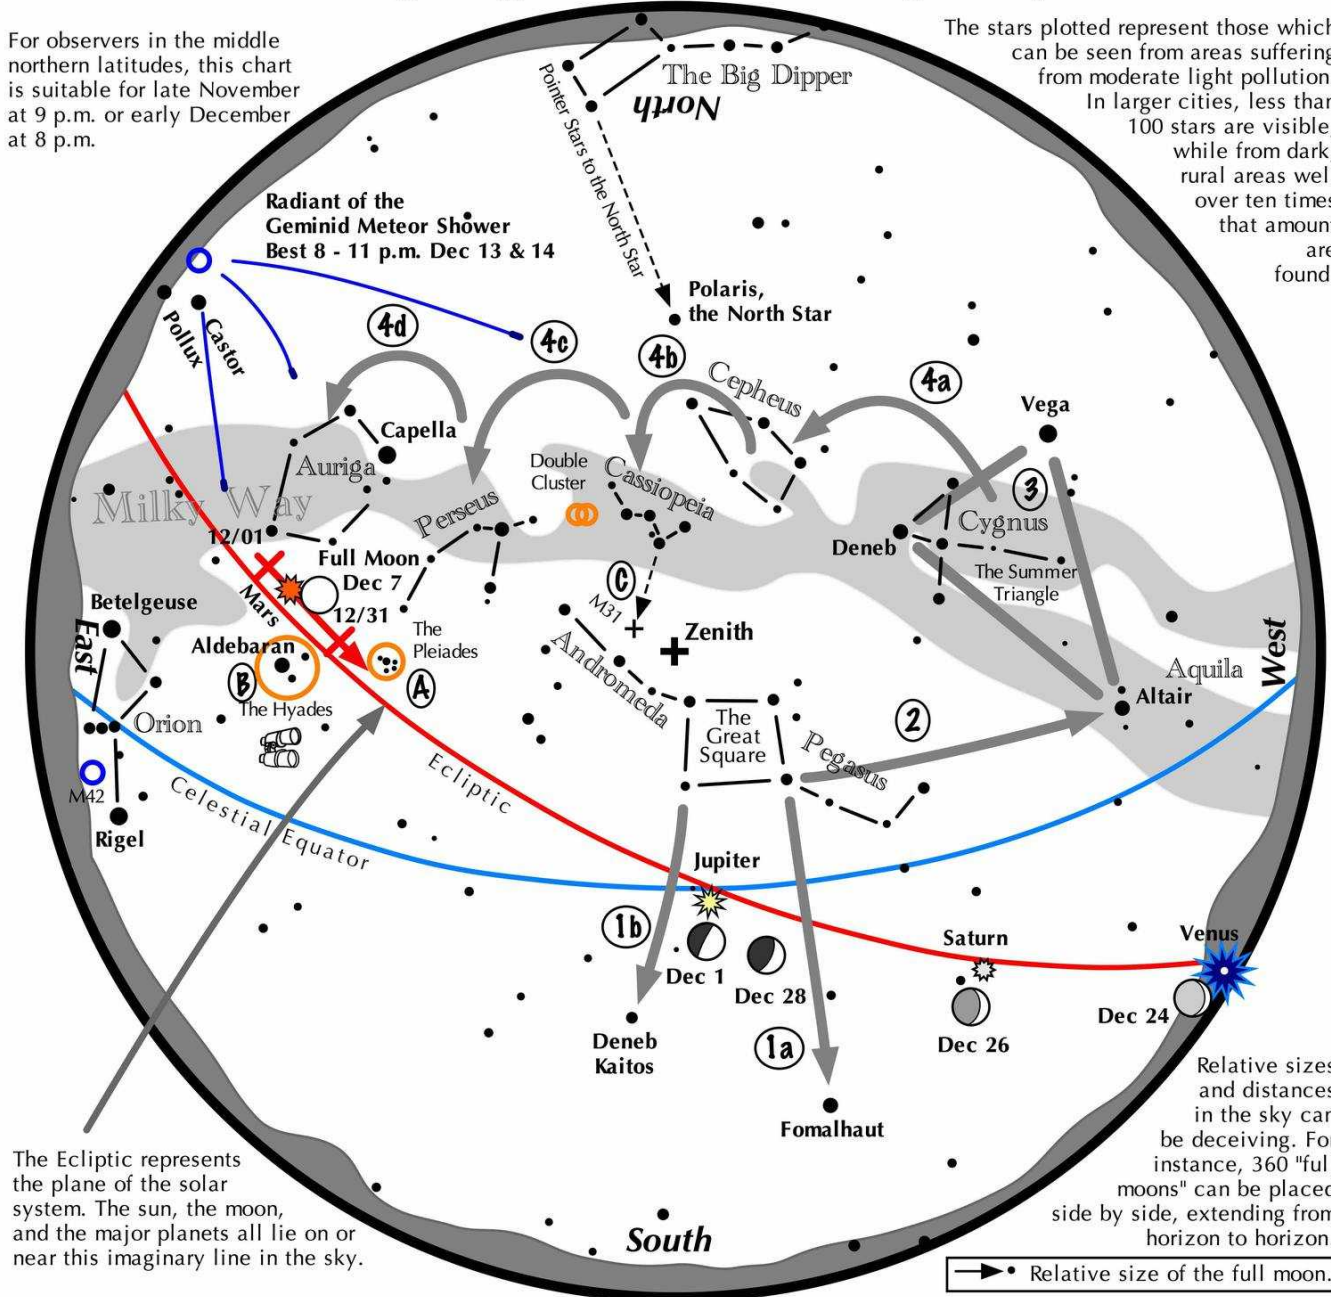 For observers in the middle
northern latitudes, this chart
is suitable for late November
at 9 p.m. or early December
at 8 p.m.
The stars plotted represent those which
can be seen from areas suffering
from moderate light pollution
In larger cities, less than
100 stars are visible,
while from dark,
rural areas wel
over ten times
that amoun
are
found
The Big Dipper
North
Pointer Stars to the North Star
Radiant of the
Geminid Meteor Shower
Best 8 - 11 p.m. Dec 13 & 14
Polaris,
the North Star
Pollux
Castor
4d
4c
4b
4a
Cepheus
Vega
Capella
Auriga
Double
Cluster
Cassiopeia
Perseus
Milky Way
3
Cygnus
Deneb
The Summer
Triangle
12/01
Full Moon
Dec 7
12/31
Mars
C
M31
Betelgeuse
East
Aldebaran
The
Pleiades
A
B
The Hyades
Zenith
Andromeda
West
Aquila
Altair
Orion
The
Great
Square
Pegasus
2
M42
Rigel
Celestial Equator
Ecliptic
Jupiter
1b
Dec 1
Dec 28
Saturn
Venus
Dec 24
Dec 26
Deneb
Kaitos
1a
Fomalhaut
The Ecliptic represents
the plane of the solar
system. The sun, the moon,
and the major planets all lie on or
near this imaginary line in the sky.
Relative sizes
and distances
in the sky can
be deceiving. For
instance, 360 "ful
moons" can be placed
side by side, extending from
horizon to horizon
South
Relative size of the full moon.